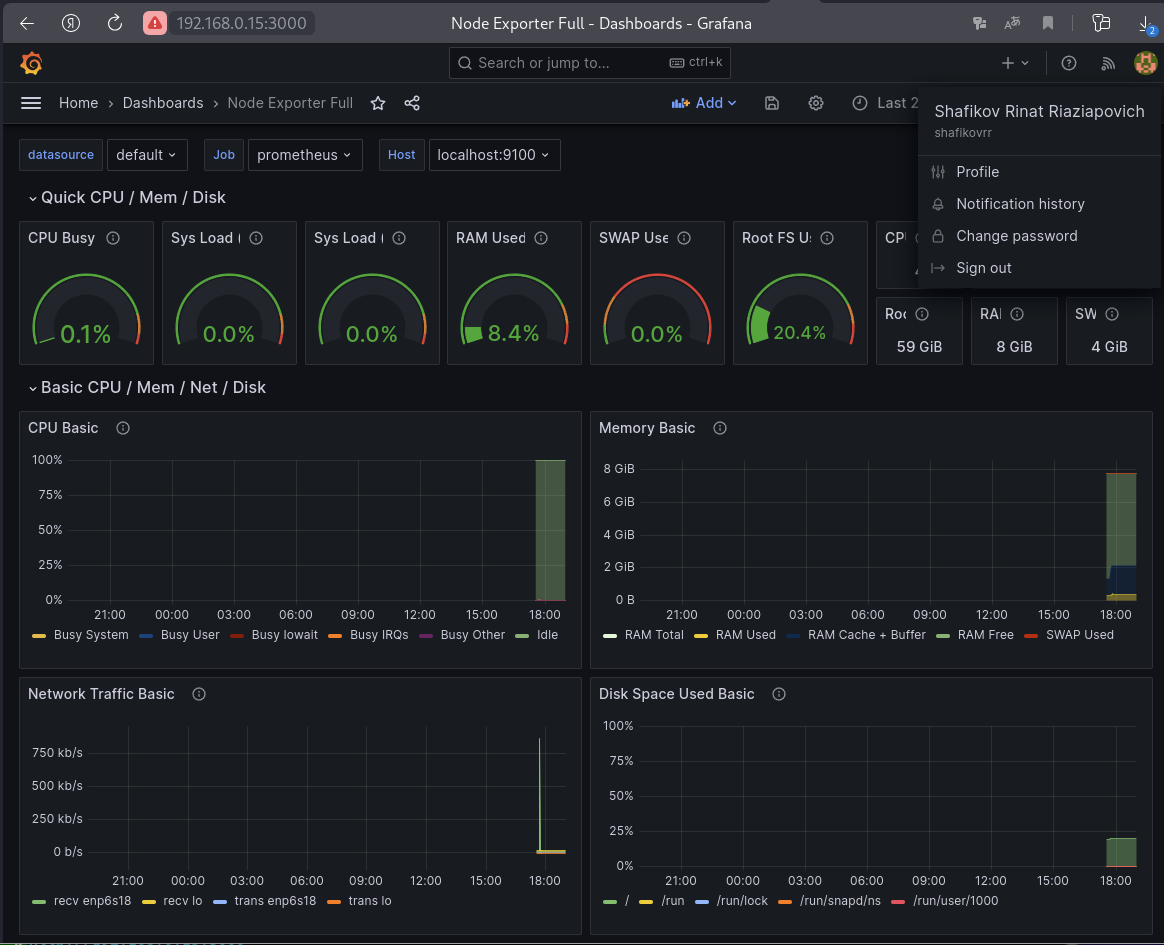 192.168.0.15:3000
Node Exporter Full - Dashboards - Grafana
2
Search or jump to...
ctrl+k
Home › Dashboards › Node Exporter Full
Add
Last 2
Shafikov Rinat Riaziapovich
shafikovrr
Profile
Notification history
Change password
Sign out
datasource default Job prometheus Host localhost:9100
Quick CPU / Mem / Disk
CPU Busy
0.1%
Sys Load (
0.0%
Sys Load (
0.0%
RAM Used
8.4%
SWAP Use
0.0%
Root FS U
20.4%
Roc
59 GiB
RAI
8 GiB
SW
4 GiB
Basic CPU / Mem / Net / Disk
CPU Basic
100%
75%
50%
25%
0%
21:00 00:00 03:00 06:00 09:00 12:00 15:00 18:00
Busy System Busy User Busy Iowait Busy IRQs Busy Other Idle
Memory Basic
8 GiB
6 GiB
4 GiB
2 GiB
0 B
21:00 00:00 03:00 06:00 09:00 12:00 15:00 18:00
RAM Total RAM Used RAM Cache + Buffer RAM Free SWAP Used
Network Traffic Basic
750 kb/s
500 kb/s
250 kb/s
0 b/s
21:00 00:00 03:00 06:00 09:00 12:00 15:00 18:00
recv enp6s18 recv lo trans enp6s18 trans lo
Disk Space Used Basic
100%
75%
50%
25%
0%
21:00 00:00 03:00 06:00 09:00 12:00 15:00 18:00
/ /run /run/lock /run/snapd/ns /run/user/1000